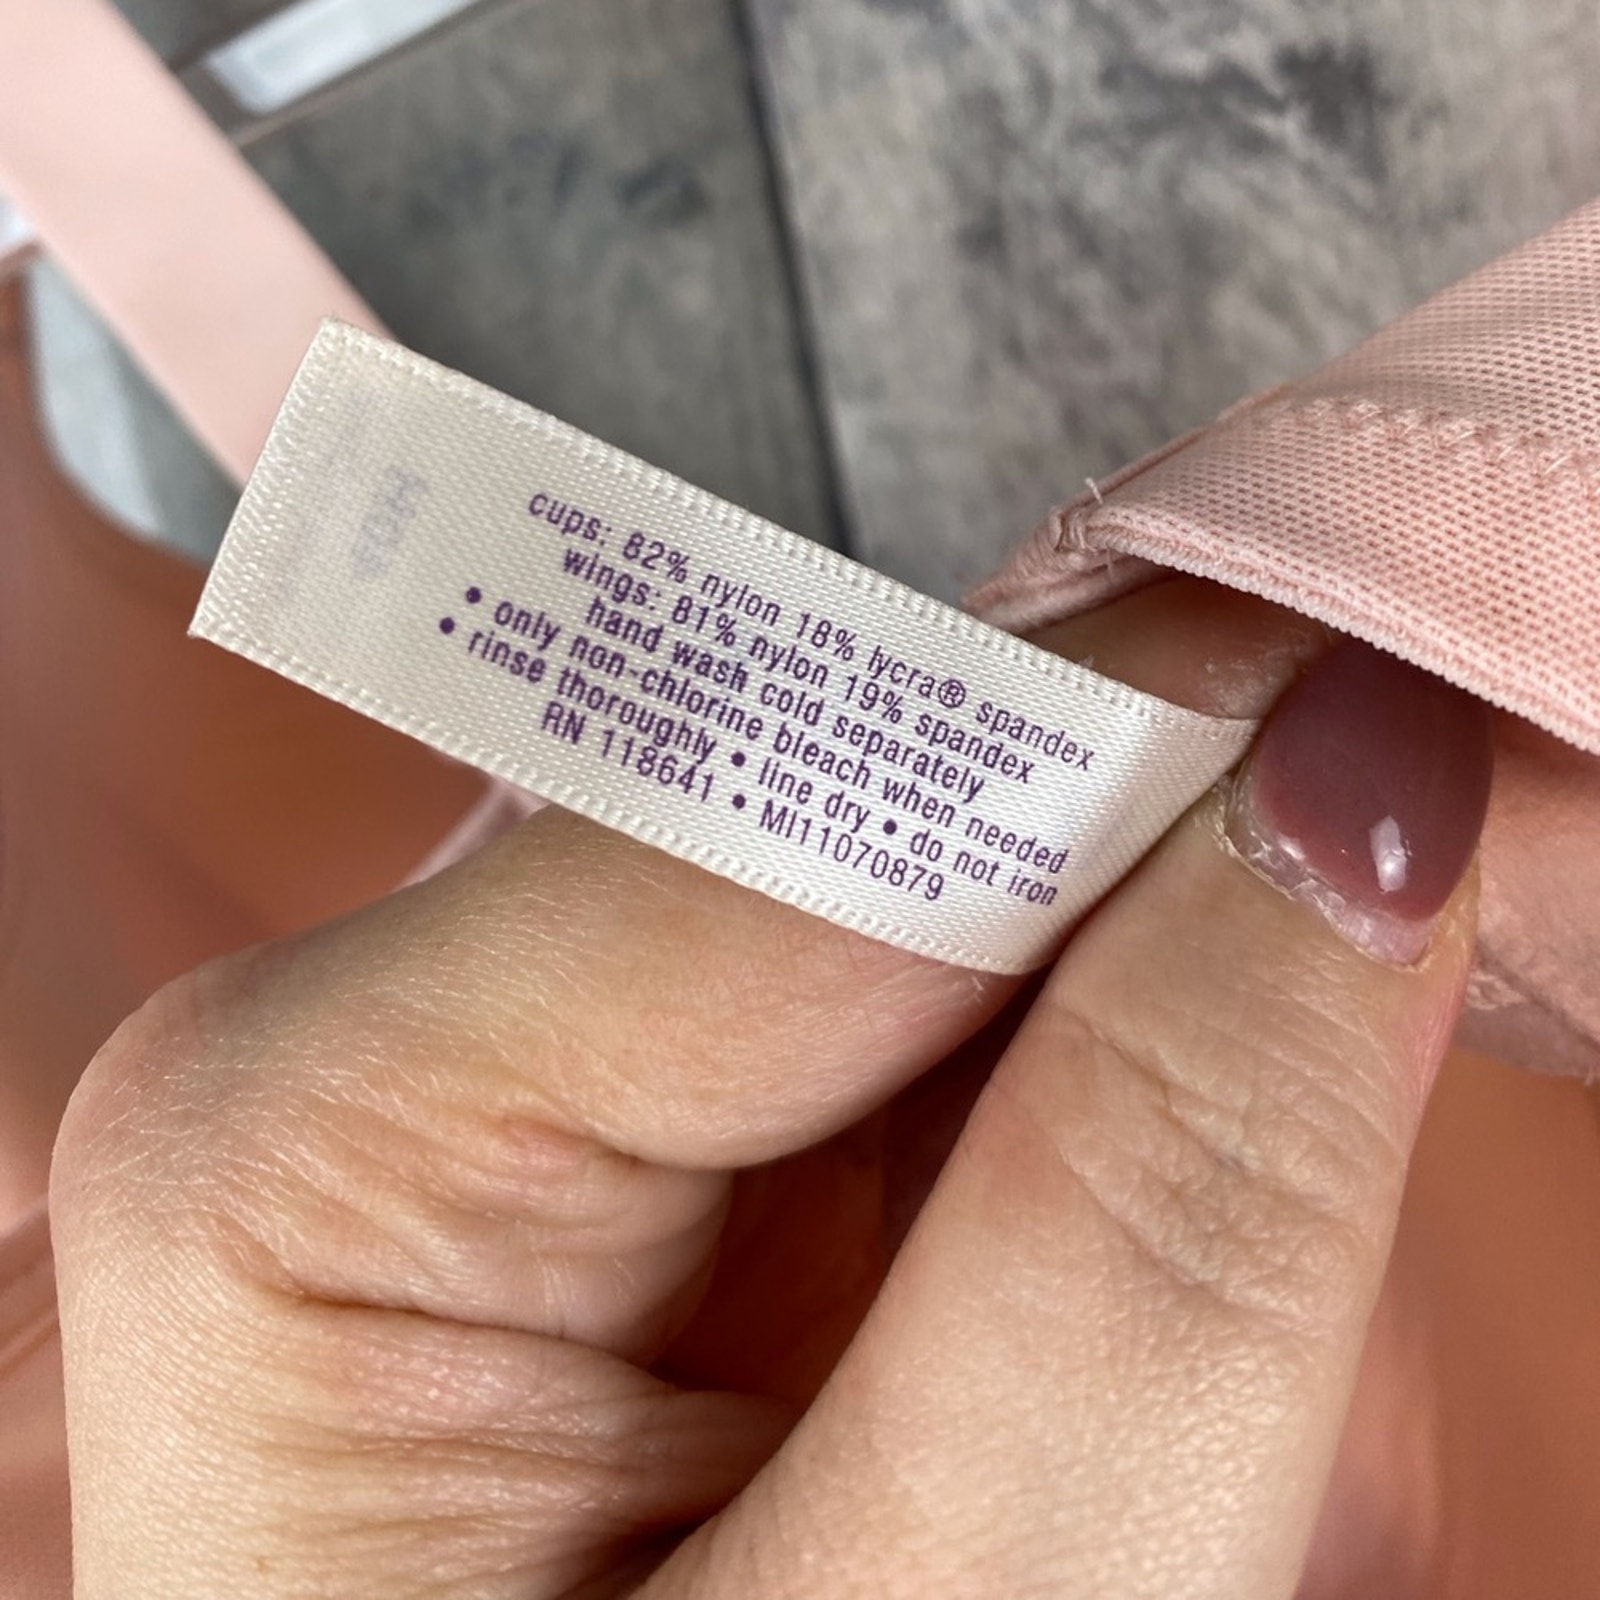 cups: 82% nylon 18% lycra® spandex
wings: 81% nylon 19% spandex
hand wash cold separately
• only non-chlorine bleach when needed
• rinse thoroughly • line dry • do not iron
RN 118641 • MI11070879